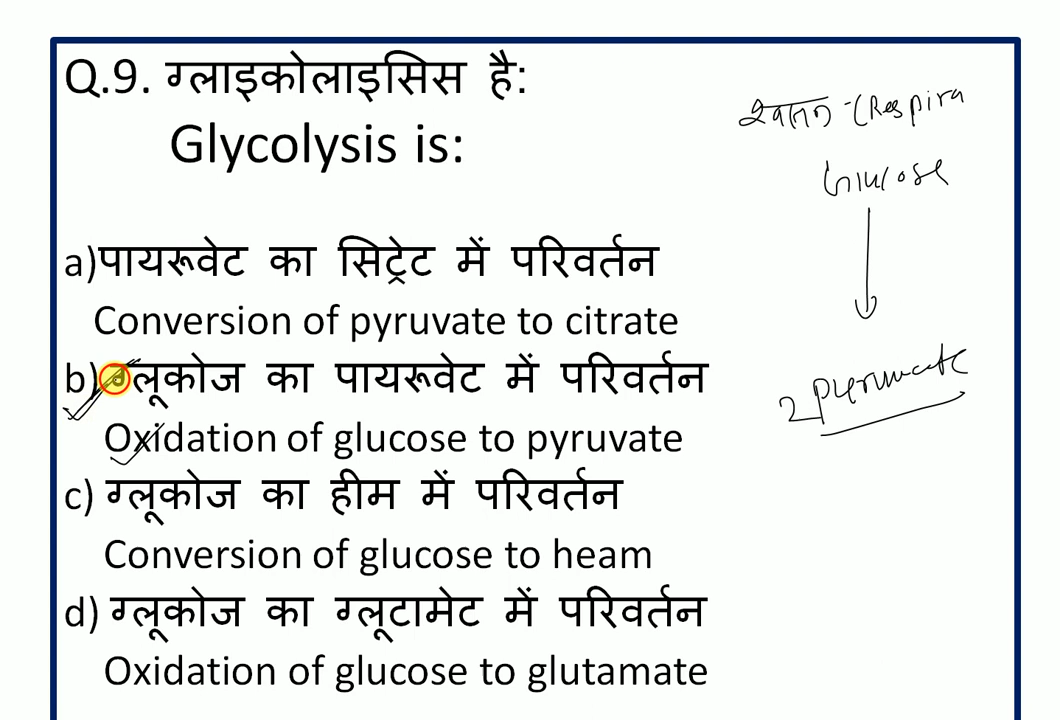 Q.9. ग्लाइकोलाइसिस है:
Glycolysis is:
a)पायरूवेट का सिट्रेट में परिवर्तन
Conversion of pyruvate to citrate
b) ग्लूकोज का पायरूवेट में परिवर्तन
Oxidation of glucose to pyruvate
c) ग्लूकोज का हीम में परिवर्तन
Conversion of glucose to heam
d) ग्लूकोज का ग्लूटामेट में परिवर्तन
Oxidation of glucose to glutamate
श्वसन -(Respira
Glucose
2 pyruvate